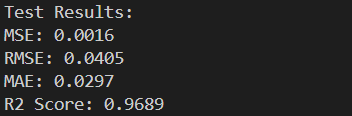 Test Results:
MSE: 0.0016
RMSE: 0.0405
MAE: 0.0297
R2 Score: 0.9689